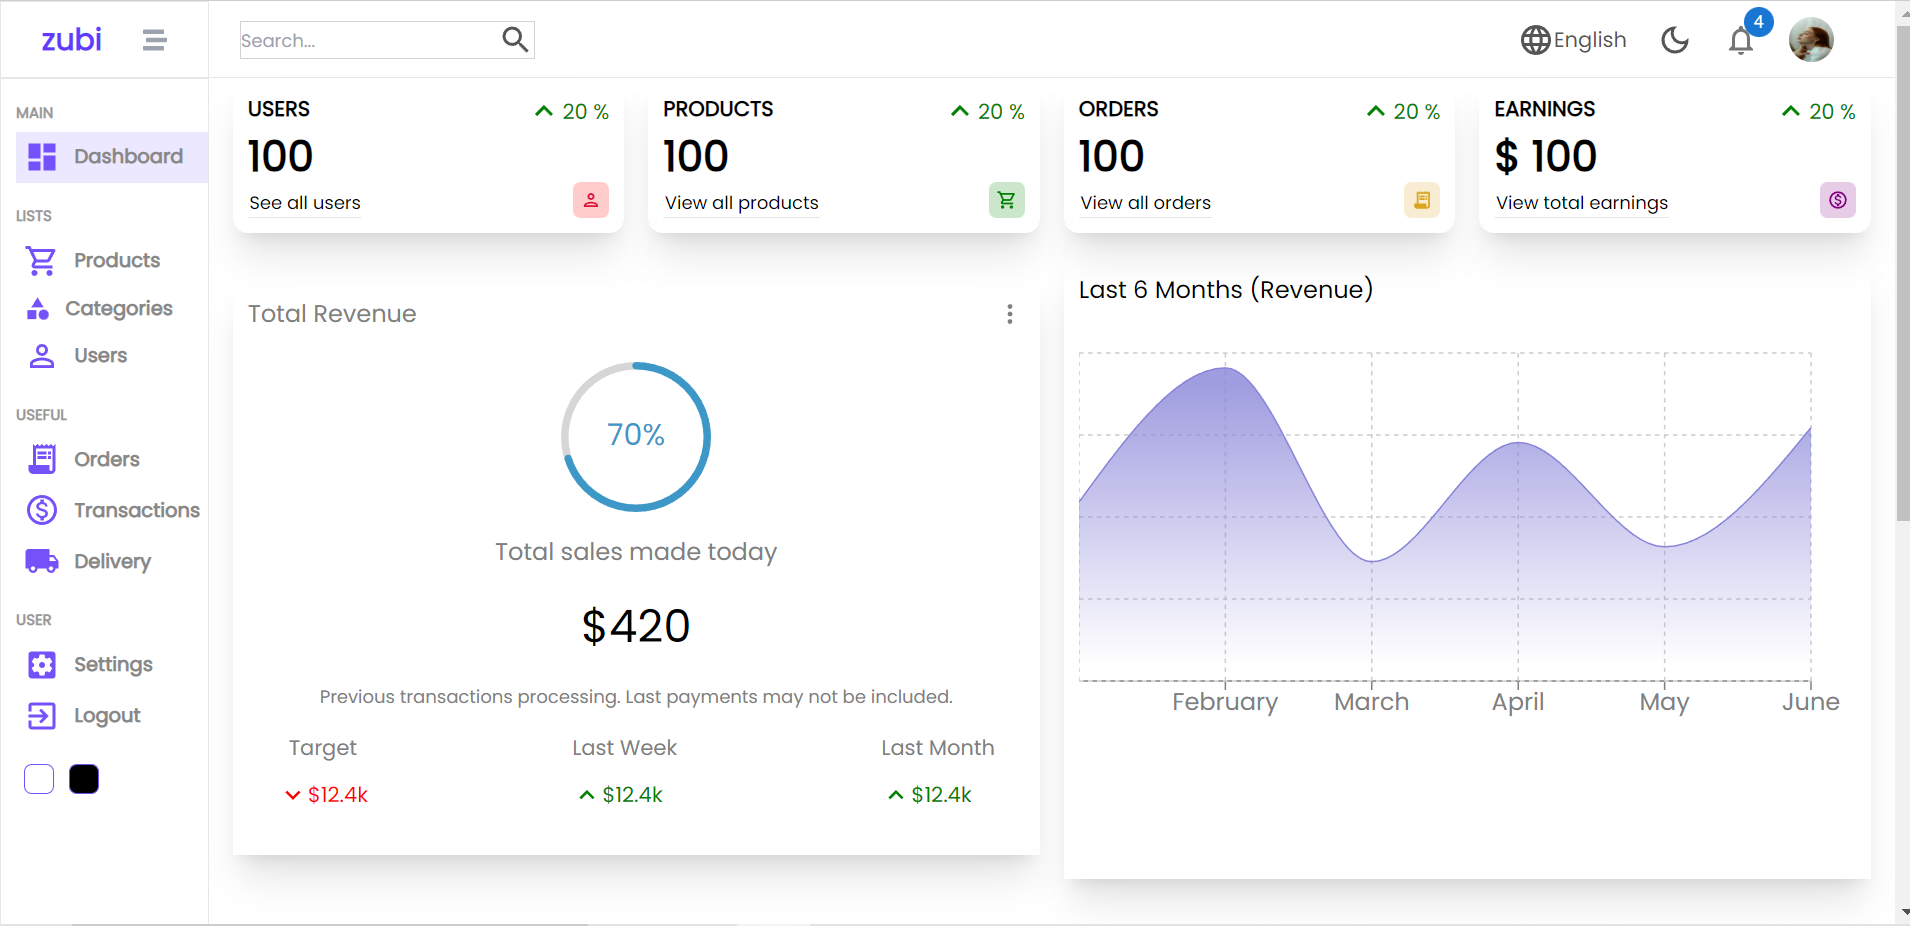 zubi
Search...
English
4
MAIN
Dashboard
LISTS
Products
Categories
Users
USEFUL
Orders
Transactions
Delivery
USER
Settings
Logout
USERS
20 %
100
See all users
PRODUCTS
20 %
100
View all products
ORDERS
20 %
100
View all orders
EARNINGS
20 %
$ 100
View total earnings
Total Revenue
70%
Total sales made today
$420
Previous transactions processing. Last payments may not be included.
Target Last Week Last Month
$12.4k $12.4k $12.4k
Last 6 Months (Revenue)
February March April May June